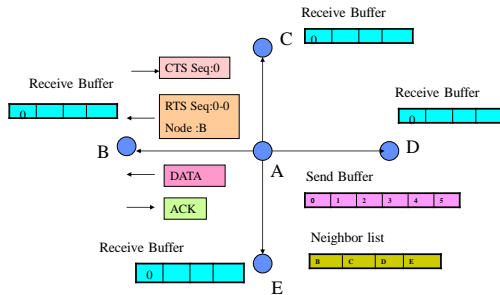 C
Receive Buffer
0
CTS Seq:0
Receive Buffer
0
RTS Seq:0-0
Node :B
Receive Buffer
0
B
D
A
DATA
ACK
Send Buffer
0 1 2 3 4 5
Receive Buffer
0
Neighbor list
B C D E
E